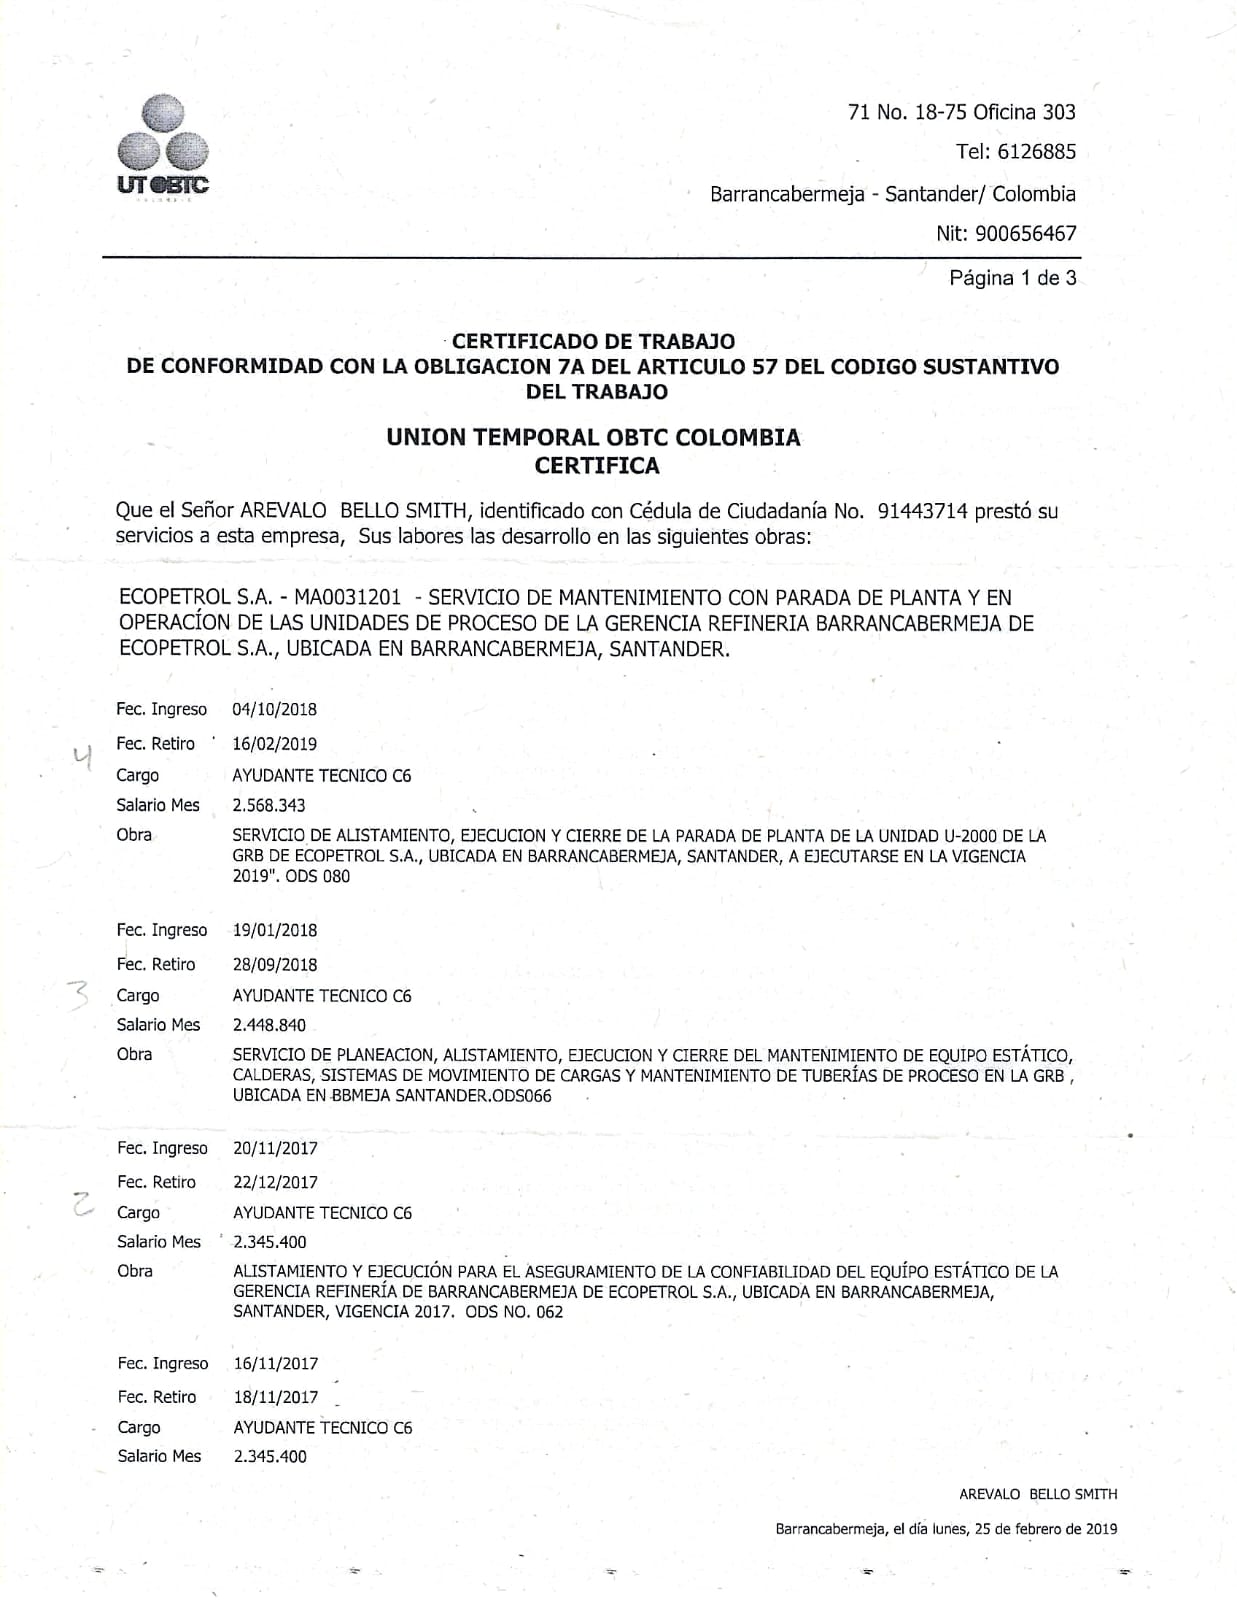 UT OBTC
COLOMBIA
71 No. 18-75 Oficina 303
Tel: 6126885
Barrancabermeja - Santander/ Colombia
Nit: 900656467
Página 1 de 3
CERTIFICADO DE TRABAJO
DE CONFORMIDAD CON LA OBLIGACION 7A DEL ARTICULO 57 DEL CODIGO SUSTANTIVO
DEL TRABAJO
UNION TEMPORAL OBTC COLOMBIA
CERTIFICA
Que el Señor AREVALO BELLO SMITH, identificado con Cédula de Ciudadanía No. 91443714 prestó su
servicios a esta empresa, Sus labores las desarrollo en las siguientes obras:
ECOPETROL S.A. - MA0031201 - SERVICIO DE MANTENIMIENTO CON PARADA DE PLANTA Y EN
OPERACÍON DE LAS UNIDADES DE PROCESO DE LA GERENCIA REFINERIA BARRANCABERMEJA DE
ECOPETROL S.A., UBICADA EN BARRANCABERMEJA, SANTANDER.
Fec. Ingreso 04/10/2018
4 Fec. Retiro 16/02/2019
Cargo AYUDANTE TECNICO C6
Salario Mes 2.568.343
Obra SERVICIO DE ALISTAMIENTO, EJECUCION Y CIERRE DE LA PARADA DE PLANTA DE LA UNIDAD U-2000 DE LA
GRB DE ECOPETROL S.A., UBICADA EN BARRANCABERMEJA, SANTANDER, A EJECUTARSE EN LA VIGENCIA
2019". ODS 080
Fec. Ingreso 19/01/2018
Fec. Retiro 28/09/2018
3 Cargo AYUDANTE TECNICO C6
Salario Mes 2.448.840
Obra SERVICIO DE PLANEACION, ALISTAMIENTO, EJECUCION Y CIERRE DEL MANTENIMIENTO DE EQUIPO ESTÁTICO,
CALDERAS, SISTEMAS DE MOVIMIENTO DE CARGAS Y MANTENIMIENTO DE TUBERÍAS DE PROCESO EN LA GRB ,
UBICADA EN BBMEJA SANTANDER.ODS066
Fec. Ingreso 20/11/2017
Fec. Retiro 22/12/2017
2 Cargo AYUDANTE TECNICO C6
Salario Mes 2.345.400
Obra ALISTAMIENTO Y EJECUCIÓN PARA EL ASEGURAMIENTO DE LA CONFIABILIDAD DEL EQUÍPO ESTÁTICO DE LA
GERENCIA REFINERÍA DE BARRANCABERMEJA DE ECOPETROL S.A., UBICADA EN BARRANCABERMEJA,
SANTANDER, VIGENCIA 2017. ODS NO. 062
Fec. Ingreso 16/11/2017
Fec. Retiro 18/11/2017
Cargo AYUDANTE TECNICO C6
Salario Mes 2.345.400
AREVALO BELLO SMITH
Barrancabermeja, el día lunes, 25 de febrero de 2019